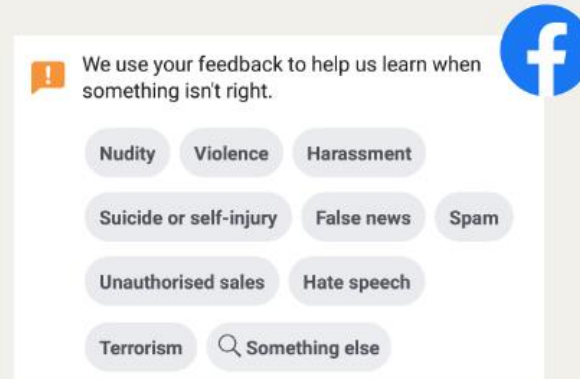 We use your feedback to help us learn when
something isn't right.
Nudity Violence Harassment
Suicide or self-injury False news Spam
Unauthorised sales Hate speech
Terrorism Something else